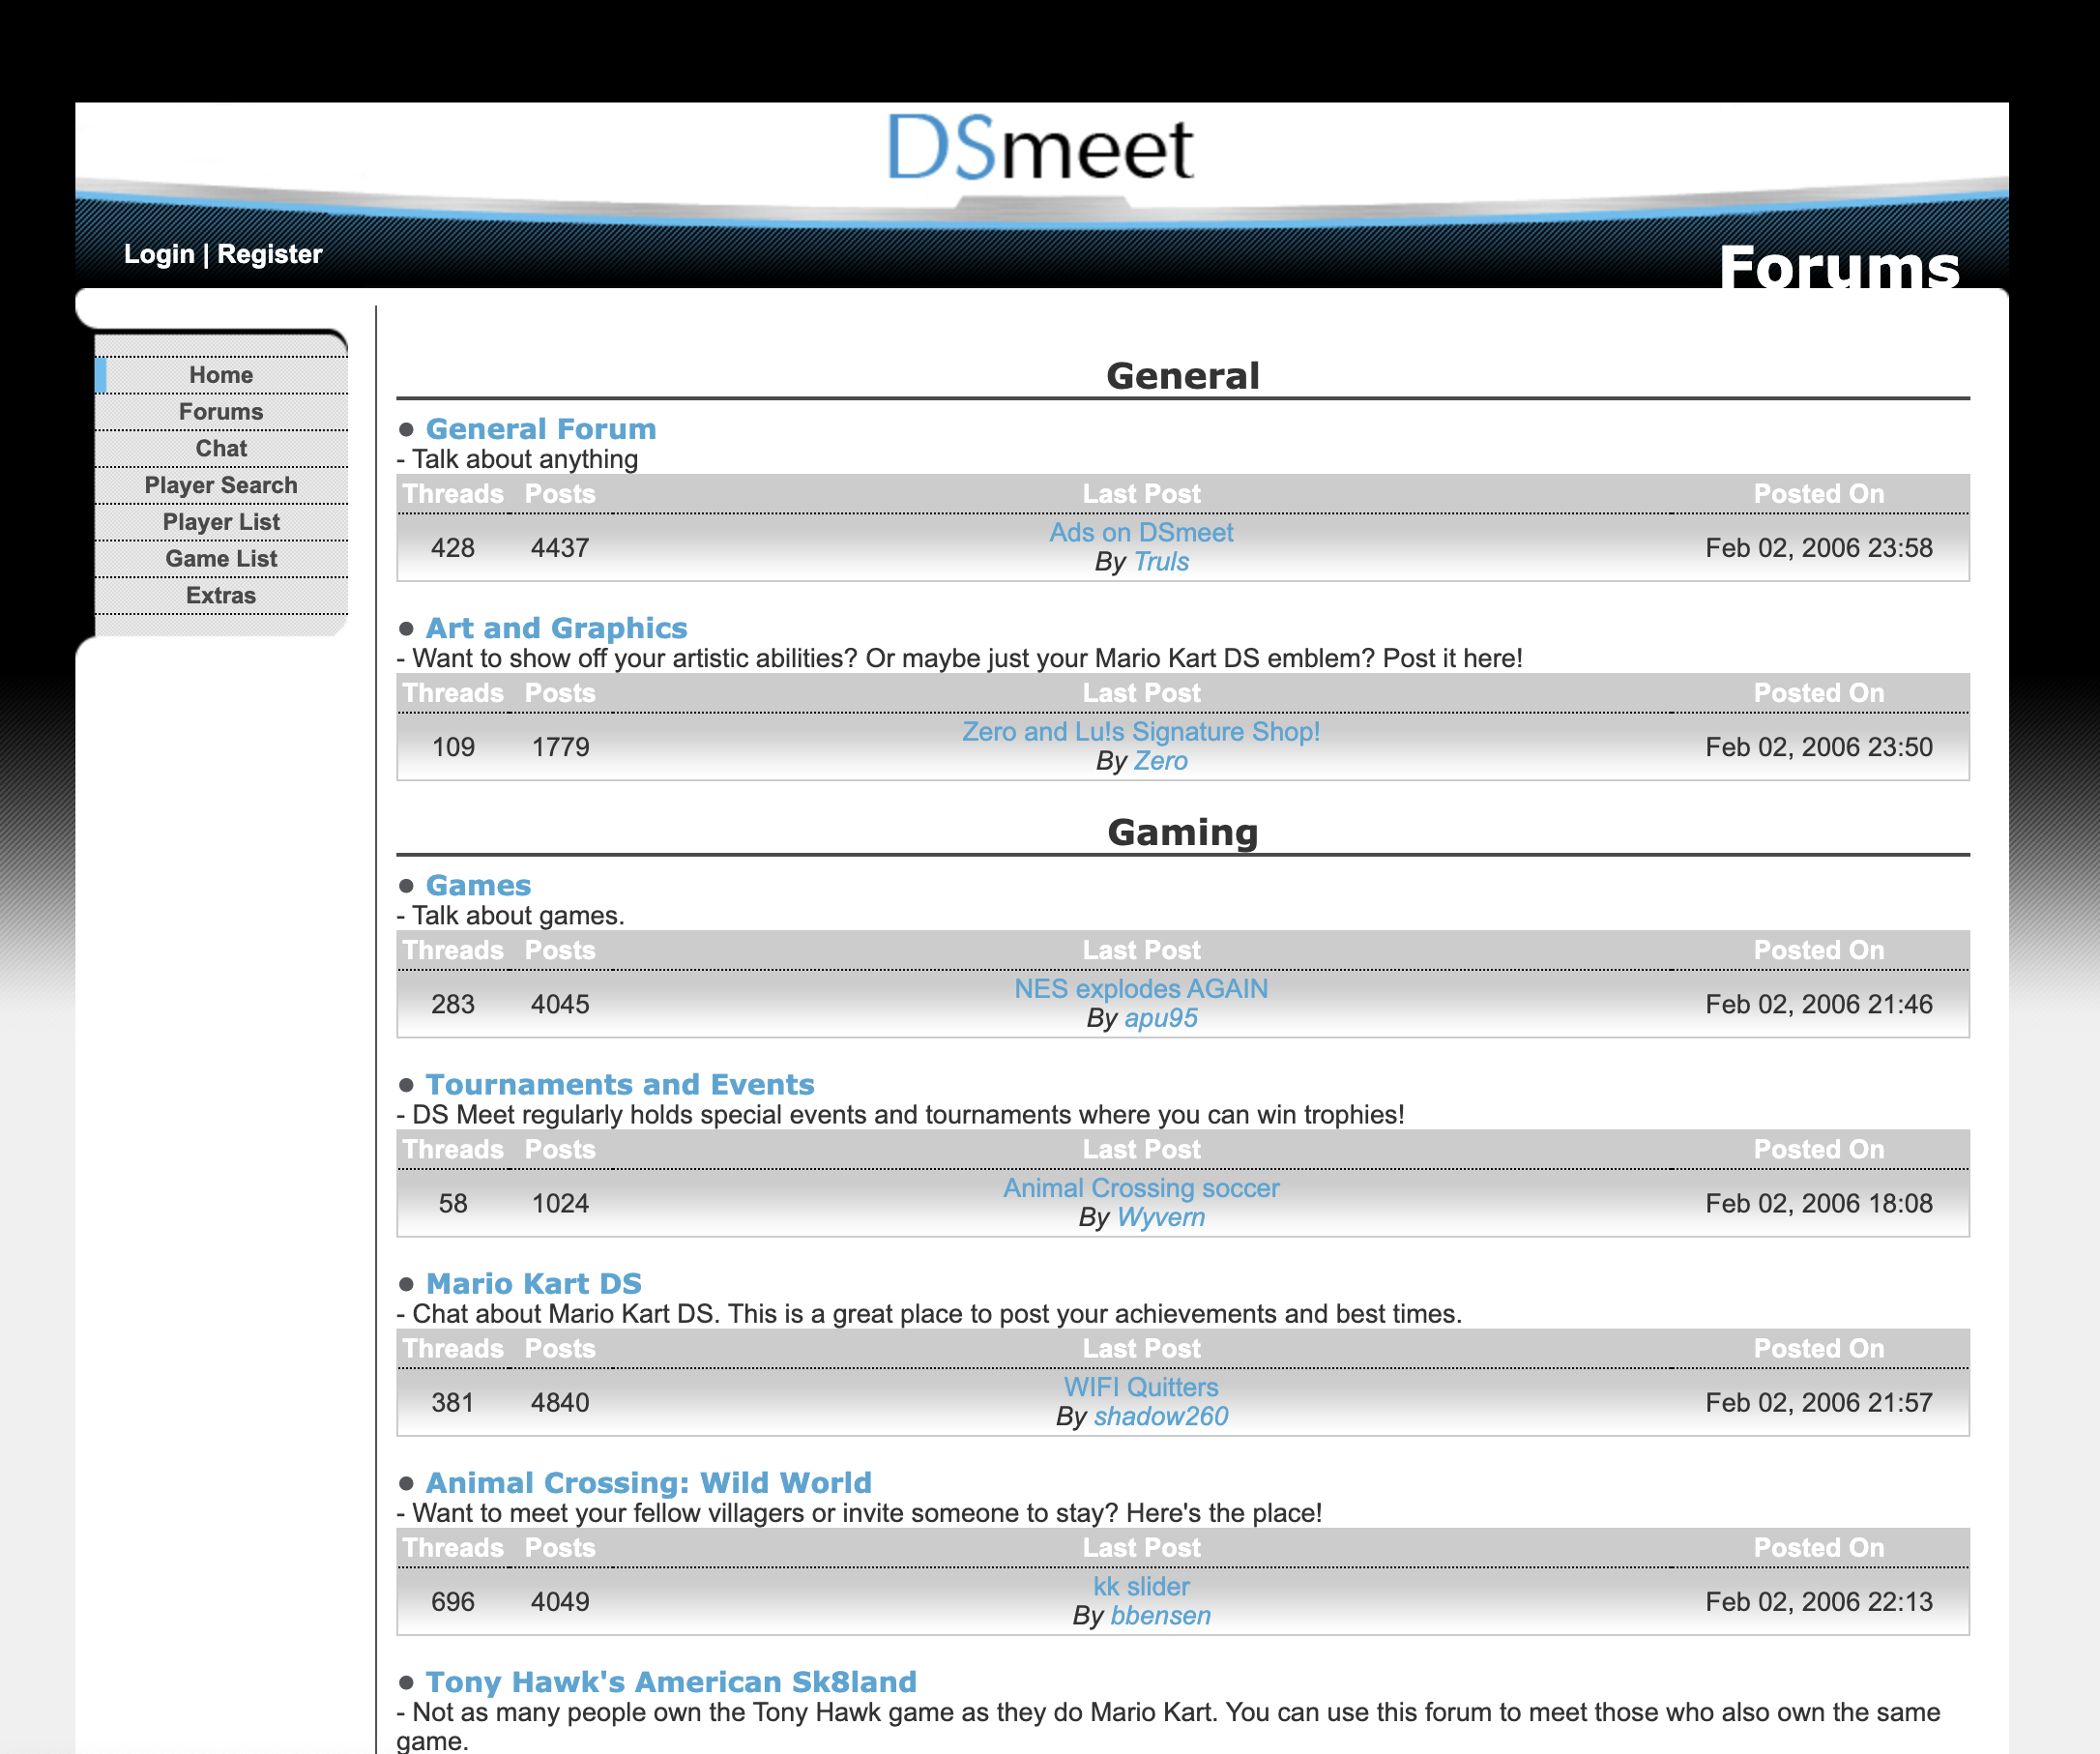 DSmeet
Login | Register
Forums
Home
Forums
Chat
Player Search
Player List
Game List
Extras
General
• General Forum
- Talk about anything
Threads Posts Last Post Posted On
428 4437 Ads on DSmeet Feb 02, 2006 23:58
By Truls
• Art and Graphics
- Want to show off your artistic abilities? Or maybe just your Mario Kart DS emblem? Post it here!
Threads Posts Last Post Posted On
109 1779 Zero and Lu!s Signature Shop! Feb 02, 2006 23:50
By Zero
Gaming
• Games
- Talk about games.
Threads Posts Last Post Posted On
283 4045 NES explodes AGAIN Feb 02, 2006 21:46
By apu95
• Tournaments and Events
- DS Meet regularly holds special events and tournaments where you can win trophies!
Threads Posts Last Post Posted On
58 1024 Animal Crossing soccer Feb 02, 2006 18:08
By Wyvern
• Mario Kart DS
- Chat about Mario Kart DS. This is a great place to post your achievements and best times.
Threads Posts Last Post Posted On
381 4840 WIFI Quitters Feb 02, 2006 21:57
By shadow260
• Animal Crossing: Wild World
- Want to meet your fellow villagers or invite someone to stay? Here's the place!
Threads Posts Last Post Posted On
696 4049 kk slider Feb 02, 2006 22:13
By bbensen
• Tony Hawk's American Sk8land
- Not as many people own the Tony Hawk game as they do Mario Kart. You can use this forum to meet those who also own the same
game.